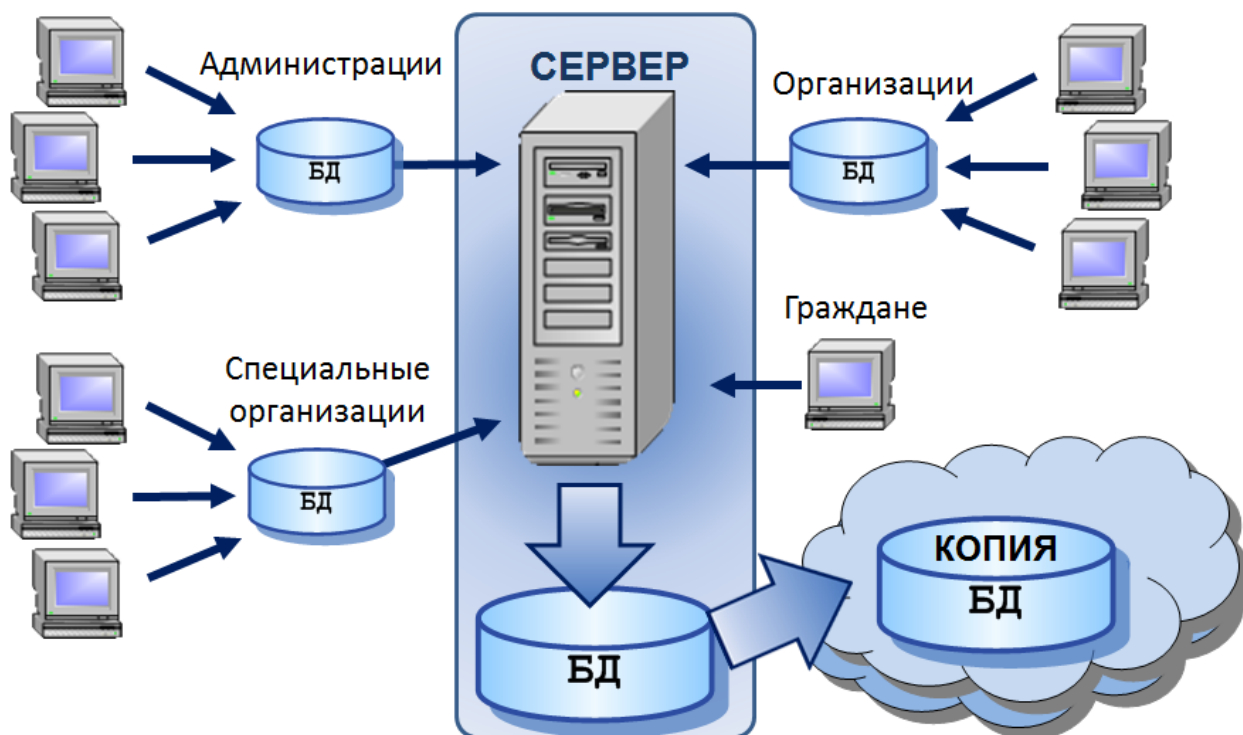 СЕРВЕР
Администрации
БД
Организации
БД
Граждане
Специальные
организации
БД
БД
КОПИЯ
БД